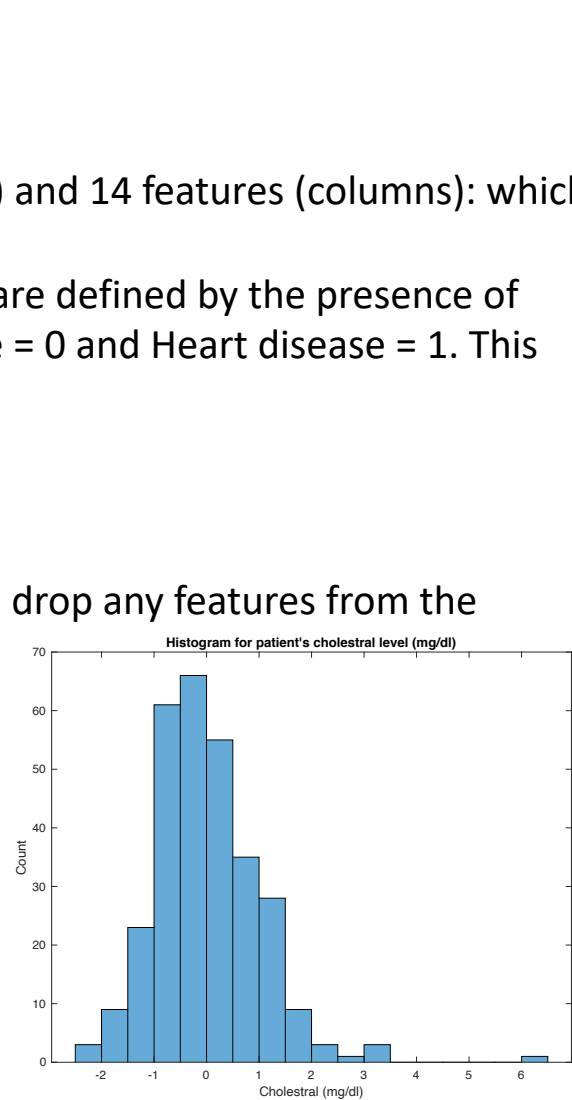 ) and 14 features (columns): which
are defined by the presence of
= 0 and Heart disease = 1. This
drop any features from the
Histogram for patient's cholestral level (mg/dl)
70
60
50
40
30
20
10
0
Count
-2 -1 0 1 2 3 4 5 6
Cholestral (mg/dl)